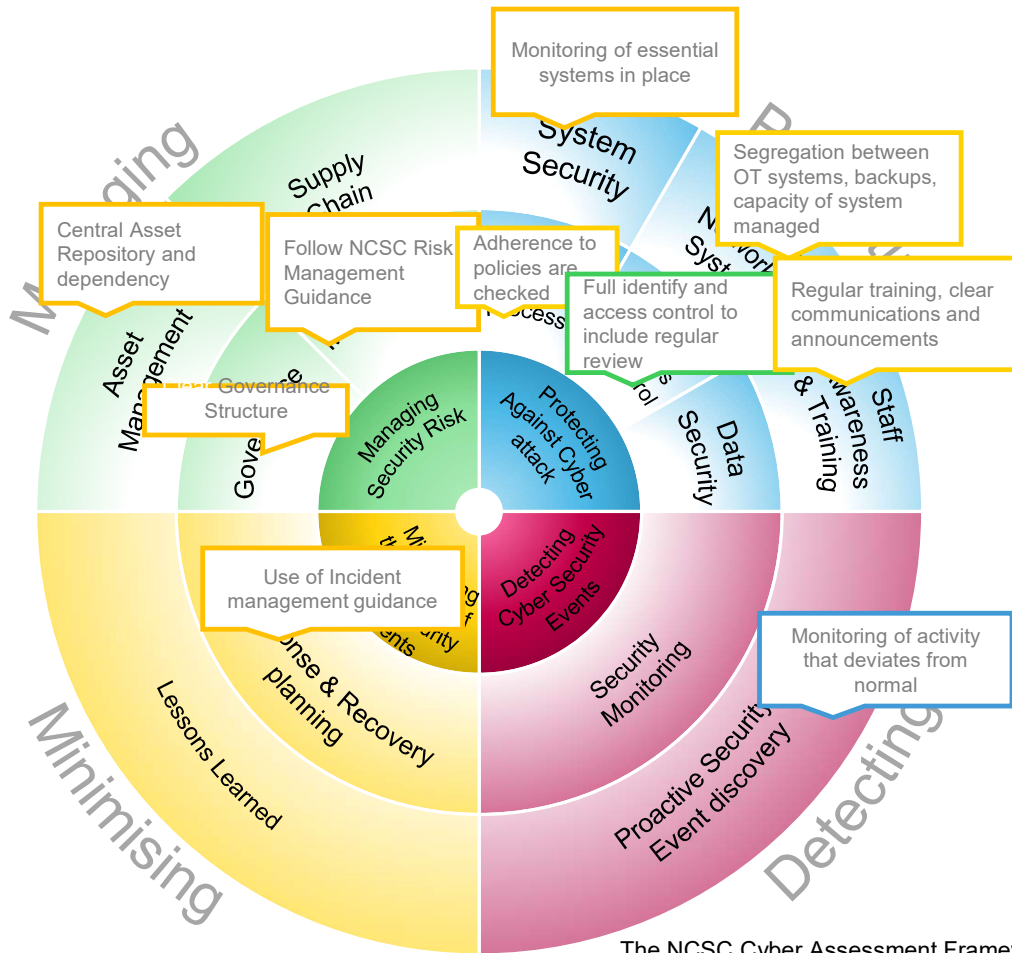 Monitoring of essential
systems in place
System
Security
Segregation between
OT systems, backups,
capacity of system
managed
Supply
Central Asset
Repository and
dependency
Follow NCSC Risk
Management
Guidance
Adherence to
policies are
checked
Full identify and
access control to
include regular
review
Regular training, clear
communications and
announcements
Asset
Management
Governance
Structure
Managing
Security Risk
Protecting
Against Cyber
attack
Data
Security
Staff
& Training
Use of Incident
management guidance
Detecting
Cyber Security
Events
Security
Monitoring
Monitoring of activity
that deviates from
normal
& Recovery
planning
Lessons Learned
Proactive Security
Event discovery
Minimising
Detecting
The NCSC Cyber Assessment